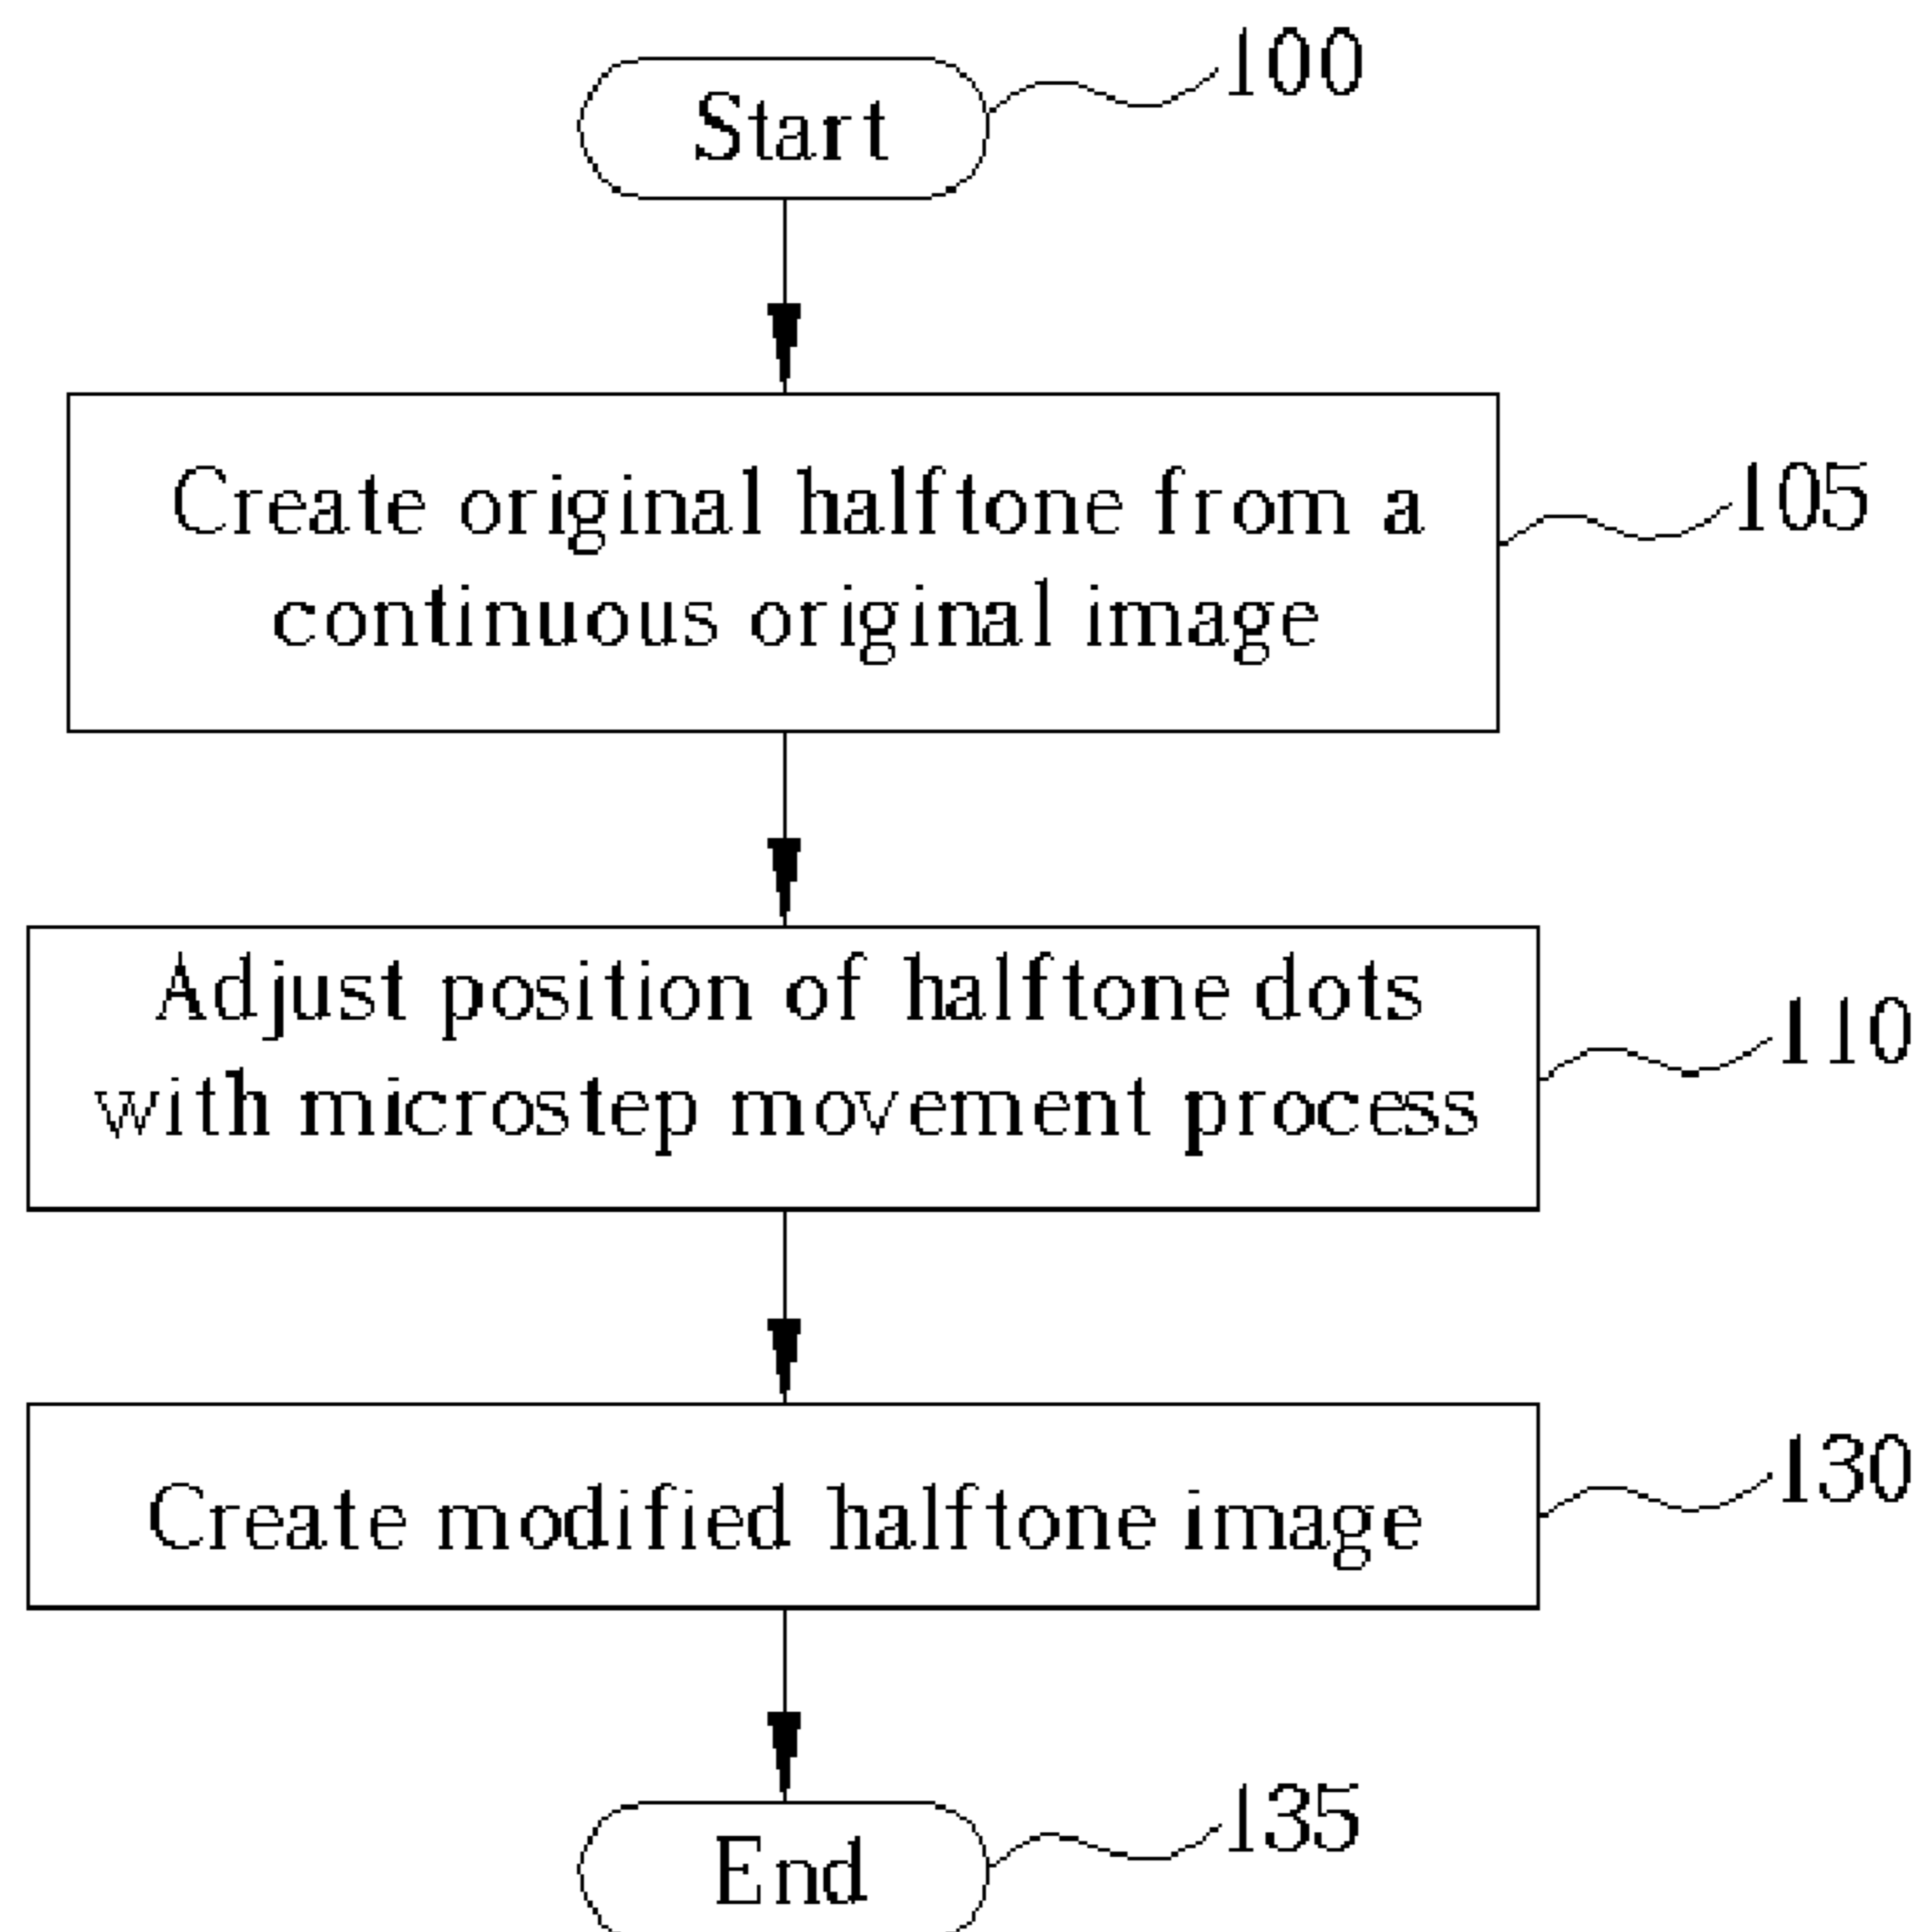 100
Start
Create original halftone from a
continuous original image
105
Adjust position of halftone dots
with microstep movement process
110
Create modified halftone image
130
End
135